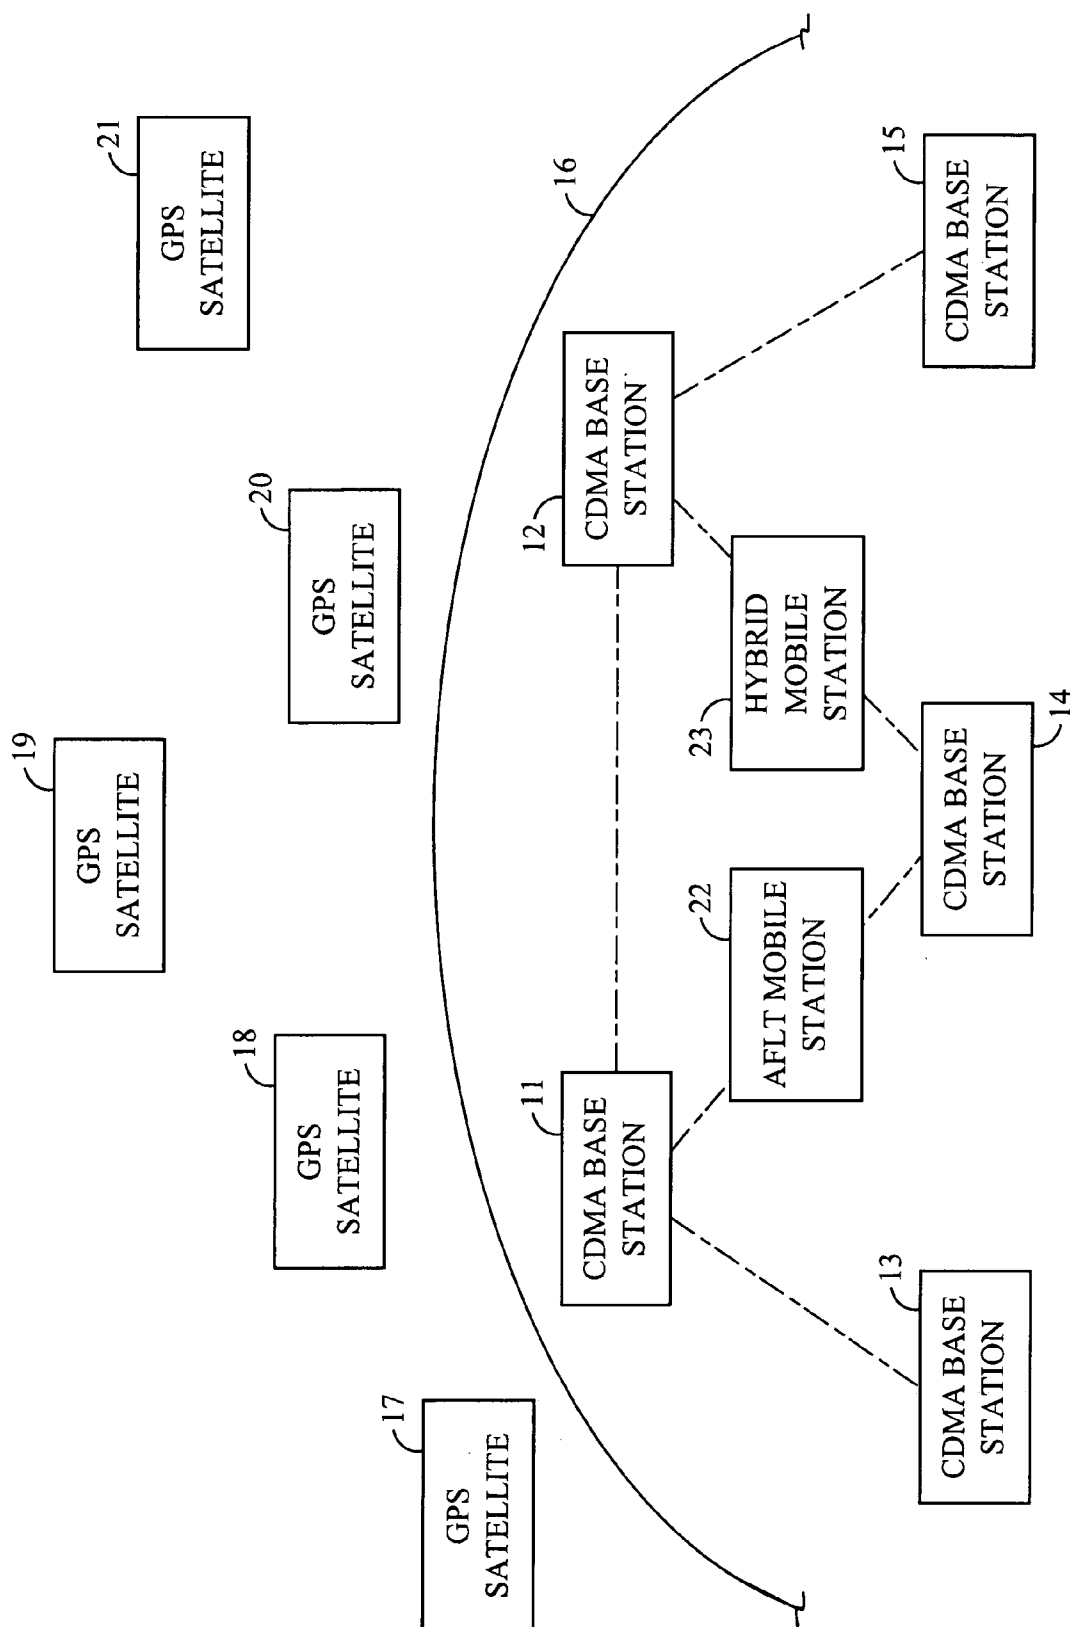 19
GPS
SATELLITE
21
GPS
SATELLITE
18
GPS
SATELLITE
20
GPS
SATELLITE
17
GPS
SATELLITE
16
11
CDMA BASE
STATION
12
CDMA BASE
STATION
22
AFLT MOBILE
STATION
23
HYBRID
MOBILE
STATION
13
CDMA BASE
STATION
14
CDMA BASE
STATION
15
CDMA BASE
STATION